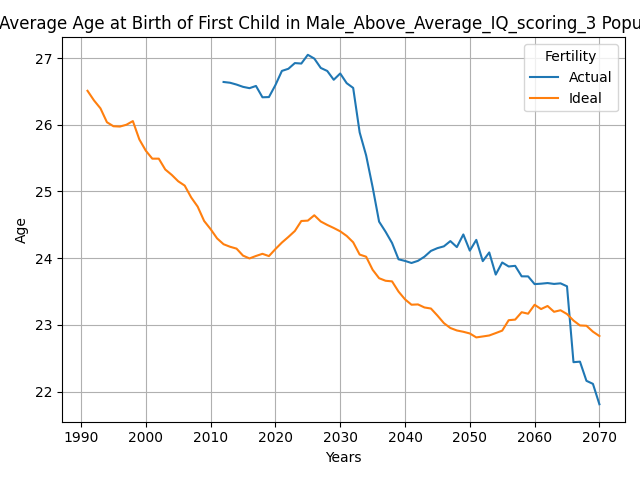 Average Age at Birth of First Child in Male_Above_Average_IQ_scoring_3 Popu
Fertility
Actual
Ideal
27
26
25
24
23
22
Age
1990 2000 2010 2020 2030 2040 2050 2060 2070
Years